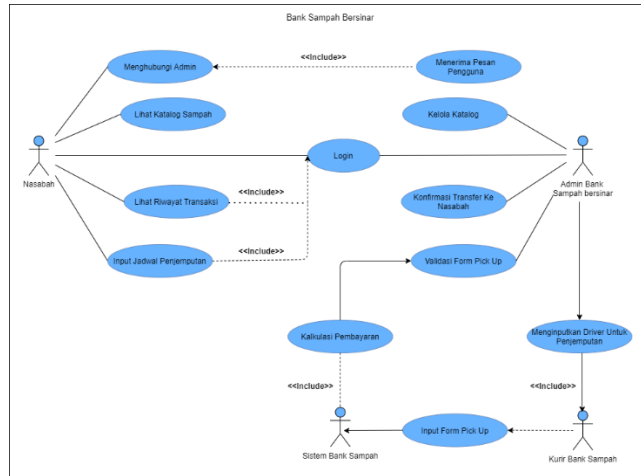 Bank Sampah Bersinar
Menghubungi Admin
<<Include>>
Menerima Pesan
Pengguna
Lihat Katalog Sampah
Kelola Katalog
Login
Nasabah
Admin Bank
Sampah bersinar
Lihat Riwayat Transaksi
<<Include>>
Konfirmasi Transfer Ke
Nasabah
Input Jadwal Penjemputan
<<Include>>
Validasi Form Pick Up
Kalkulasi Pembayaran
Menginputkan Driver Untuk
Penjemputan
<<Include>>
<<Include>>
Input Form Pick Up
Sistem Bank Sampah
Kurir Bank Sampah